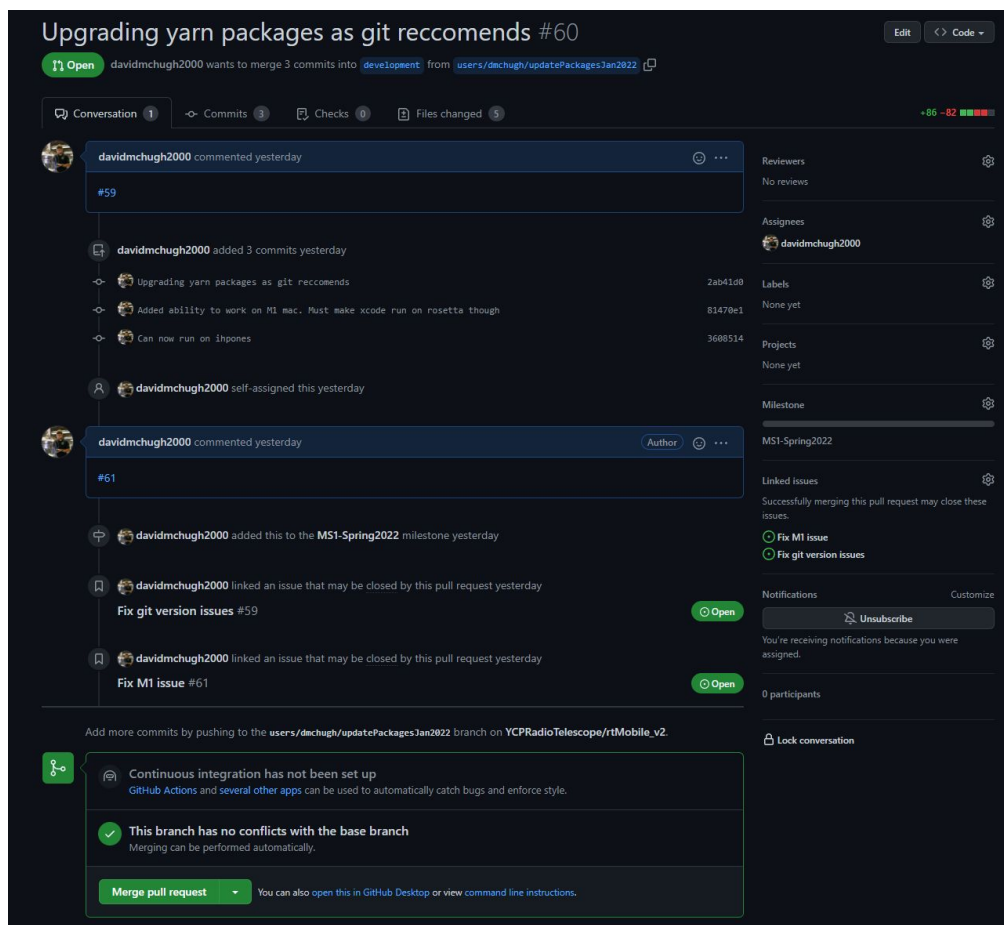 Upgrading yarn packages as git reccomends #60
Edit
<> Code
Open
davidmchugh2000 wants to merge 3 commits into development from users/dmchugh/updatePackagesJan2022
Conversation 1
Commits 3
Checks 0
Files changed 5
+86 −82
davidmchugh2000 commented yesterday
#59
davidmchugh2000 added 3 commits yesterday
Upgrading yarn packages as git reccomends 2ab41d0
Added ability to work on M1 mac. Must make xcode run on rosetta though 81470e1
Can now run on ihpones 3608514
davidmchugh2000 self-assigned this yesterday
davidmchugh2000 commented yesterday
Author
#61
davidmchugh2000 added this to the MS1-Spring2022 milestone yesterday
davidmchugh2000 linked an issue that may be closed by this pull request yesterday
Fix git version issues #59
Open
davidmchugh2000 linked an issue that may be closed by this pull request yesterday
Fix M1 issue #61
Open
Add more commits by pushing to the users/dmchugh/updatePackagesJan2022 branch on YCPRadioTelescope/rtMobile_v2.
Continuous integration has not been set up
GitHub Actions and several other apps can be used to automatically catch bugs and enforce style.
This branch has no conflicts with the base branch
Merging can be performed automatically.
Merge pull request
You can also open this in GitHub Desktop or view command line instructions.
Reviewers
No reviews
Assignees
davidmchugh2000
Labels
None yet
Projects
None yet
Milestone
MS1-Spring2022
Linked issues
Successfully merging this pull request may close these
issues.
Fix M1 issue
Fix git version issues
Notifications
Customize
Unsubscribe
You're receiving notifications because you were
assigned.
0 participants
Lock conversation